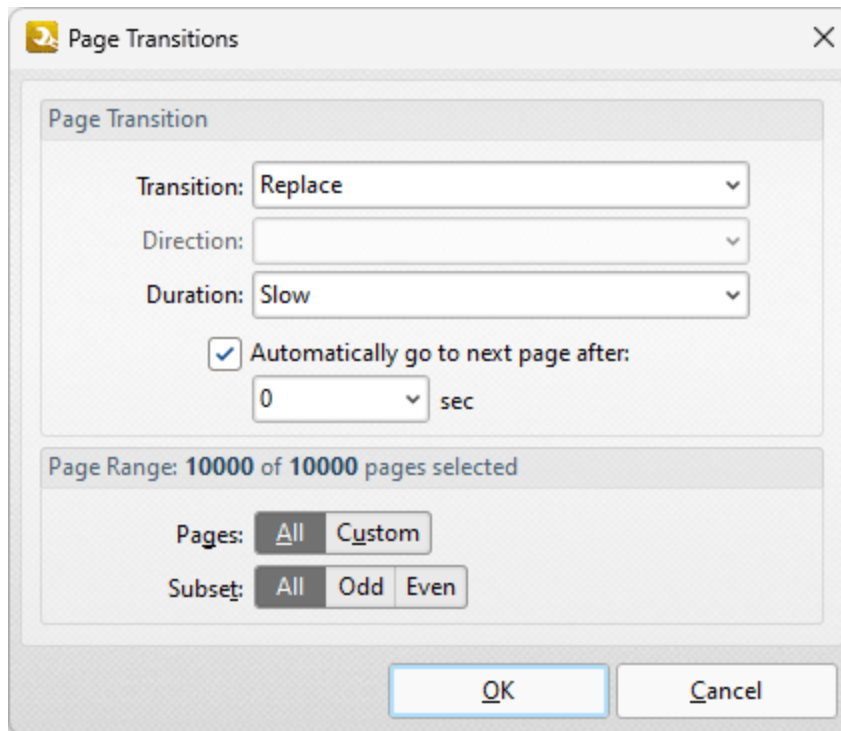 Page Transitions
Page Transition
Transition: Replace
Direction:
Duration: Slow
Automatically go to next page after:
0 sec
Page Range: 10000 of 10000 pages selected
Pages: All Custom
Subset: All Odd Even
OK Cancel